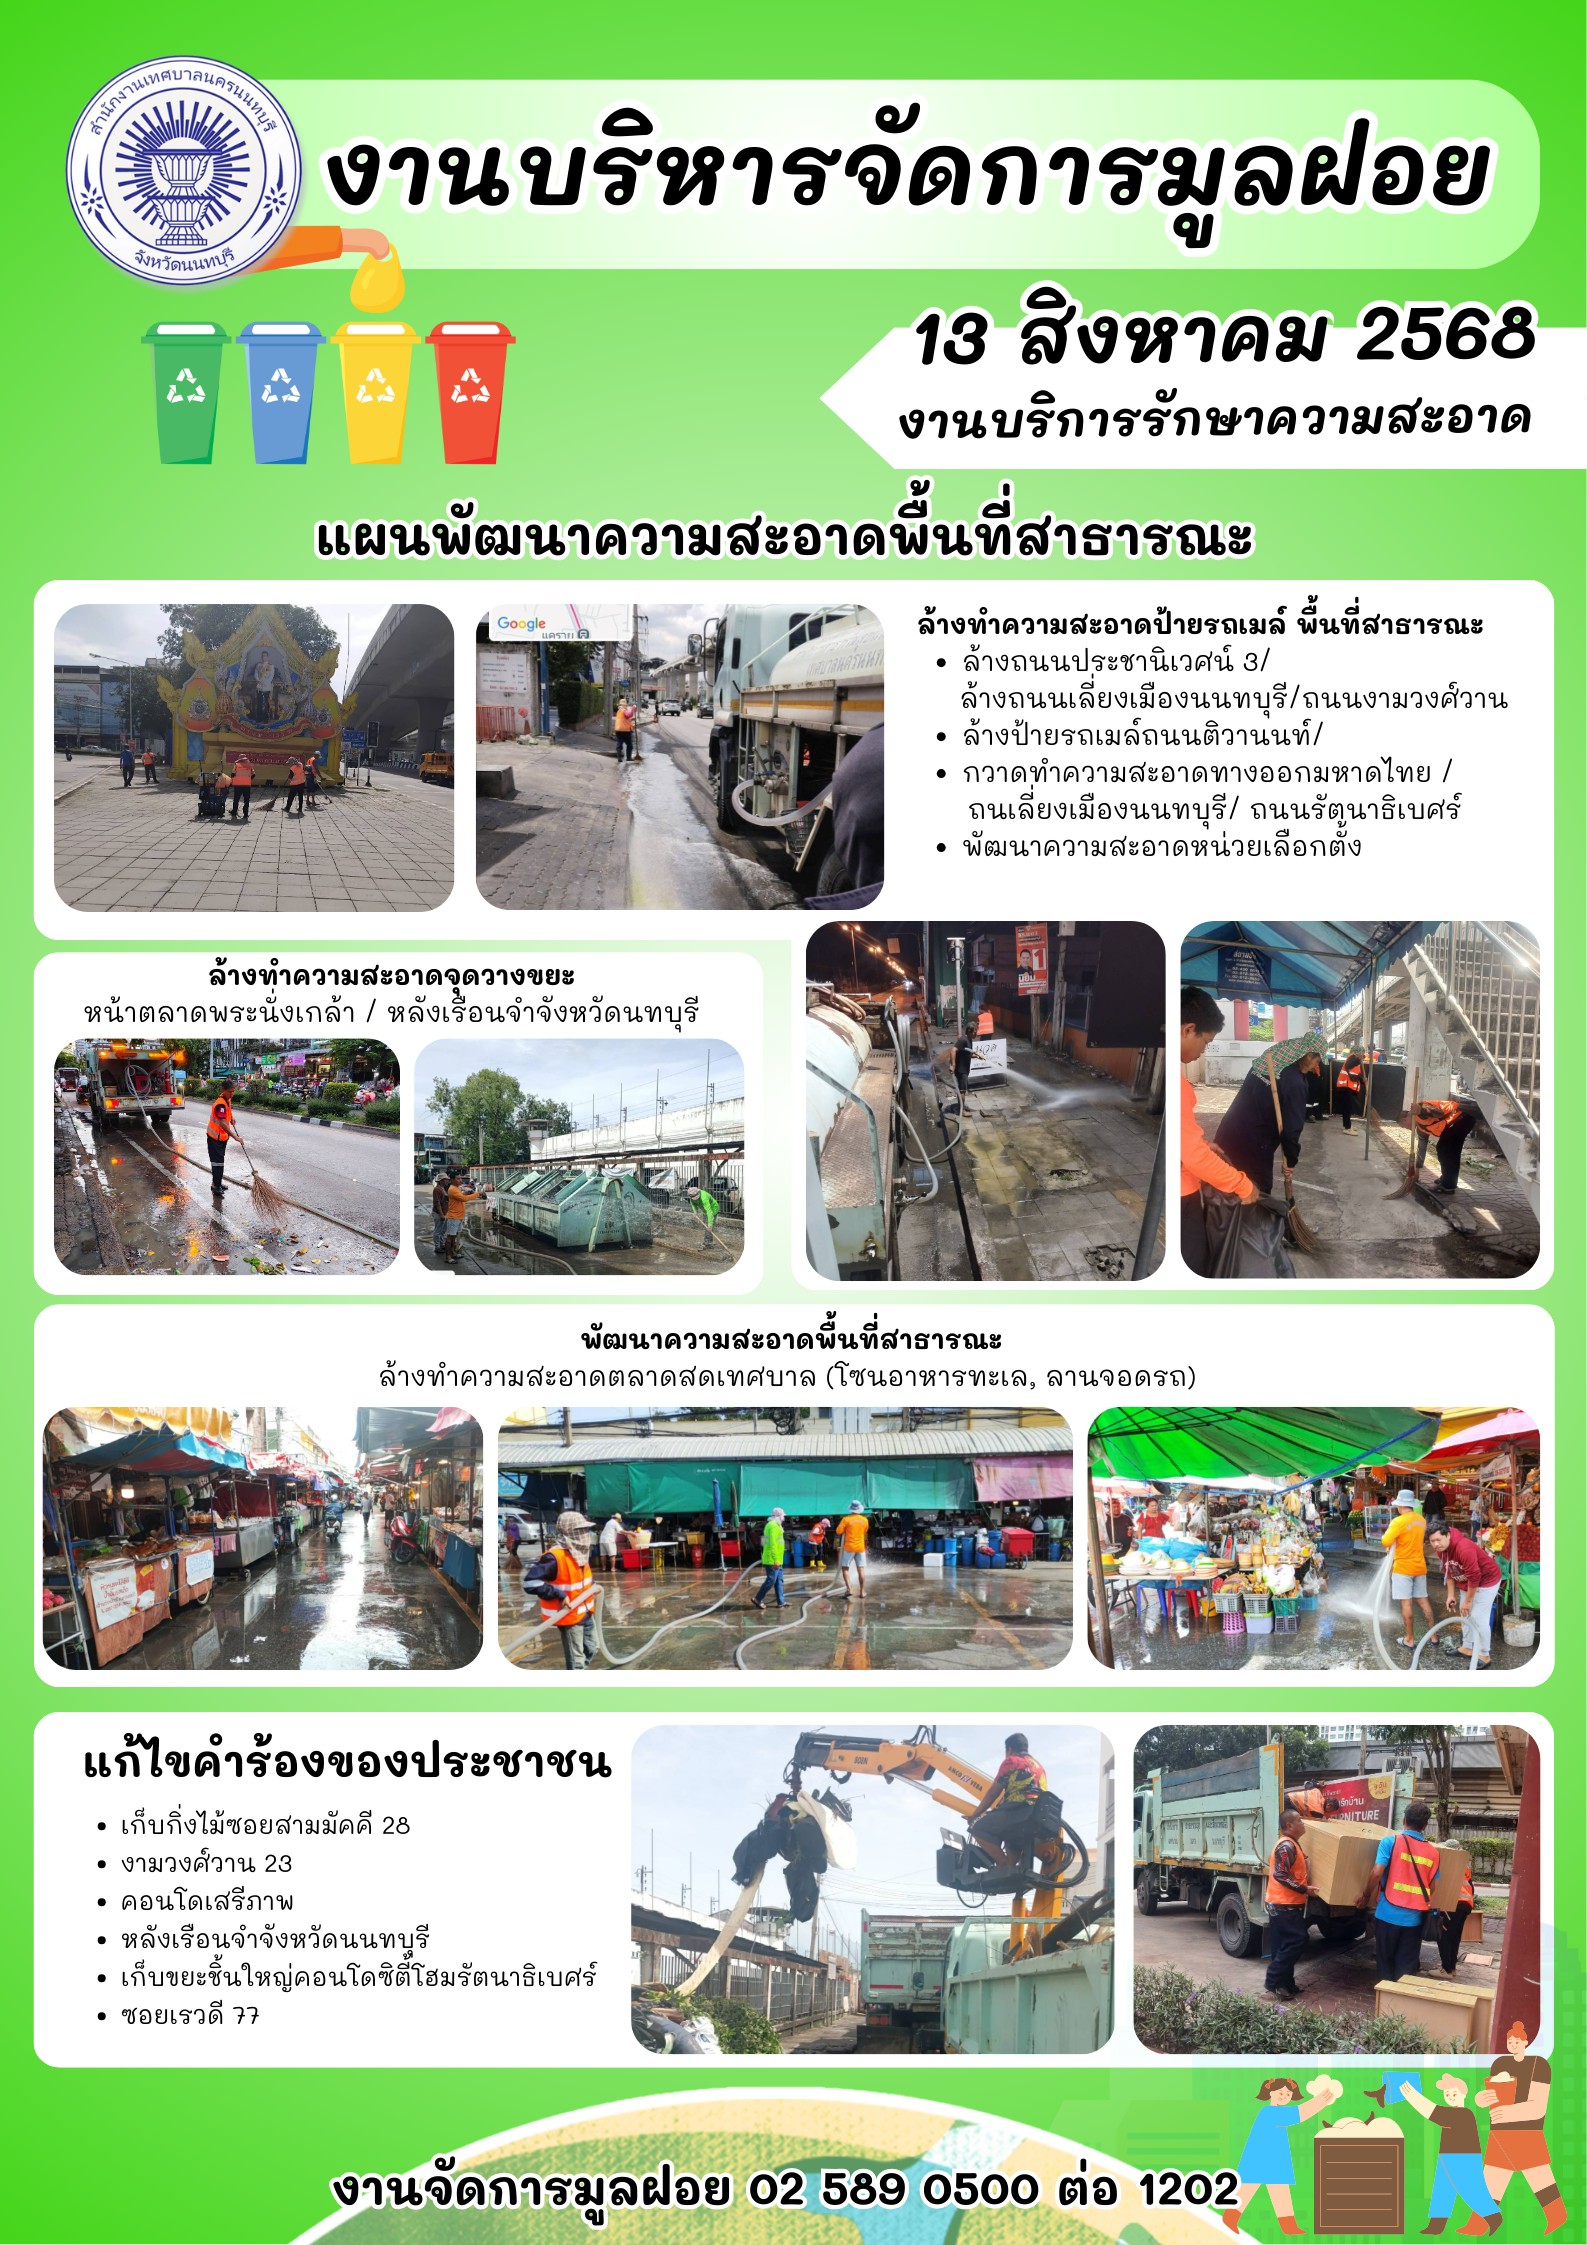 สำนักงานเทศบาลนครนนทบุรี
จังหวัดนนทบุรี
งานบริหารจัดการมูลฝอย
13 สิงหาคม 2568
งานบริการรักษาความสะอาด
แผนพัฒนาความสะอาดพื้นที่สาธารณะ
Google
แคราย
ล้างทำความสะอาดป้ายรถเมล์ พื้นที่สาธารณะ
• ล้างถนนประชานิเวศน์ 3/
ล้างถนนเลี่ยงเมืองนนทบุรี/ถนนงามวงศ์วาน
• ล้างป้ายรถเมล์ถนนติวานนท์/
• กวาดทำความสะอาดทางออกมหาดไทย /
ถนเลี่ยงเมืองนนทบุรี/ ถนนรัตนาธิเบศร์
• พัฒนาความสะอาดหน่วยเลือกตั้ง
ล้างทำความสะอาดจุดวางขยะ
หน้าตลาดพระนั่งเกล้า / หลังเรือนจำจังหวัดนทบุรี
1
พัฒนาความสะอาดพื้นที่สาธารณะ
ล้างทำความสะอาดตลาดสดเทศบาล (โซนอาหารทะเล, ลานจอดรถ)
แก้ไขคำร้องของประชาชน
• เก็บกิ่งไม้ซอยสามมัคคี 28
• งามวงศ์วาน 23
• คอนโดเสรีภาพ
• หลังเรือนจำจังหวัดนนทบุรี
• เก็บขยะชิ้นใหญ่คอนโดซิตี้โฮมรัตนาธิเบศร์
• ซอยเรวดี 77
งานจัดการมูลฝอย 02 589 0500 ต่อ 1202